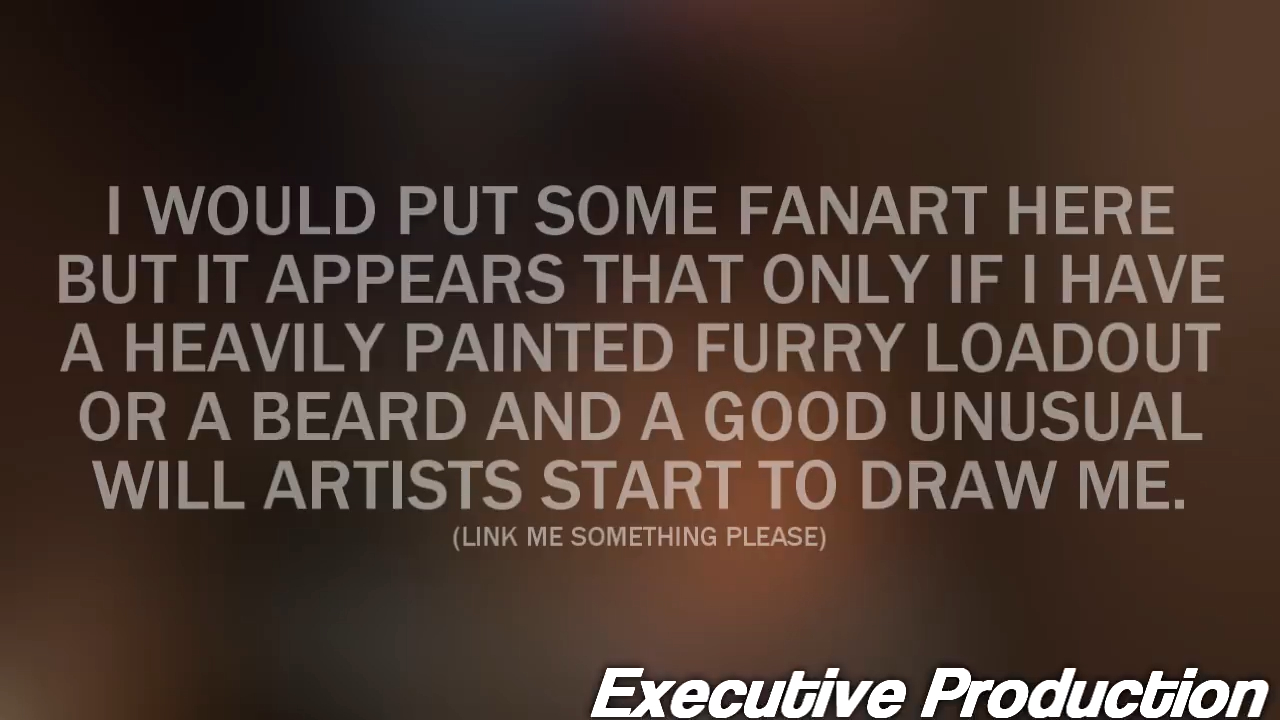 I WOULD PUT SOME FANART HERE
BUT IT APPEARS THAT ONLY IF I HAVE
A HEAVILY PAINTED FURRY LOADOUT
OR A BEARD AND A GOOD UNUSUAL
WILL ARTISTS START TO DRAW ME.
(LINK ME SOMETHING PLEASE)
Executive Production